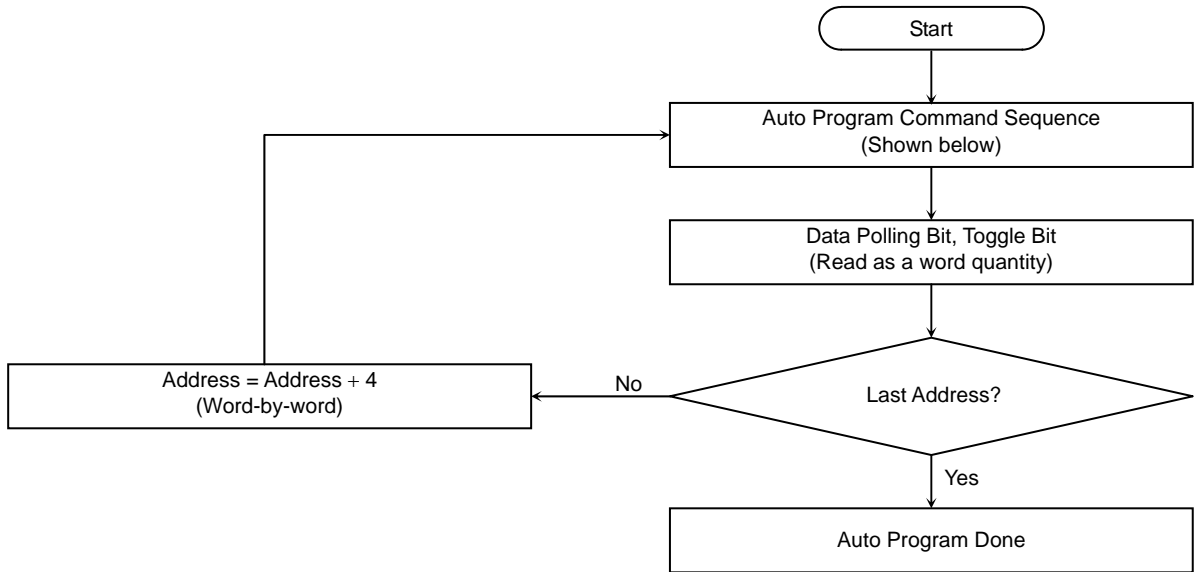 Start
Auto Program Command Sequence
(Shown below)
Data Polling Bit, Toggle Bit
(Read as a word quantity)
Address = Address + 4
(Word-by-word)
No
Last Address?
Yes
Auto Program Done